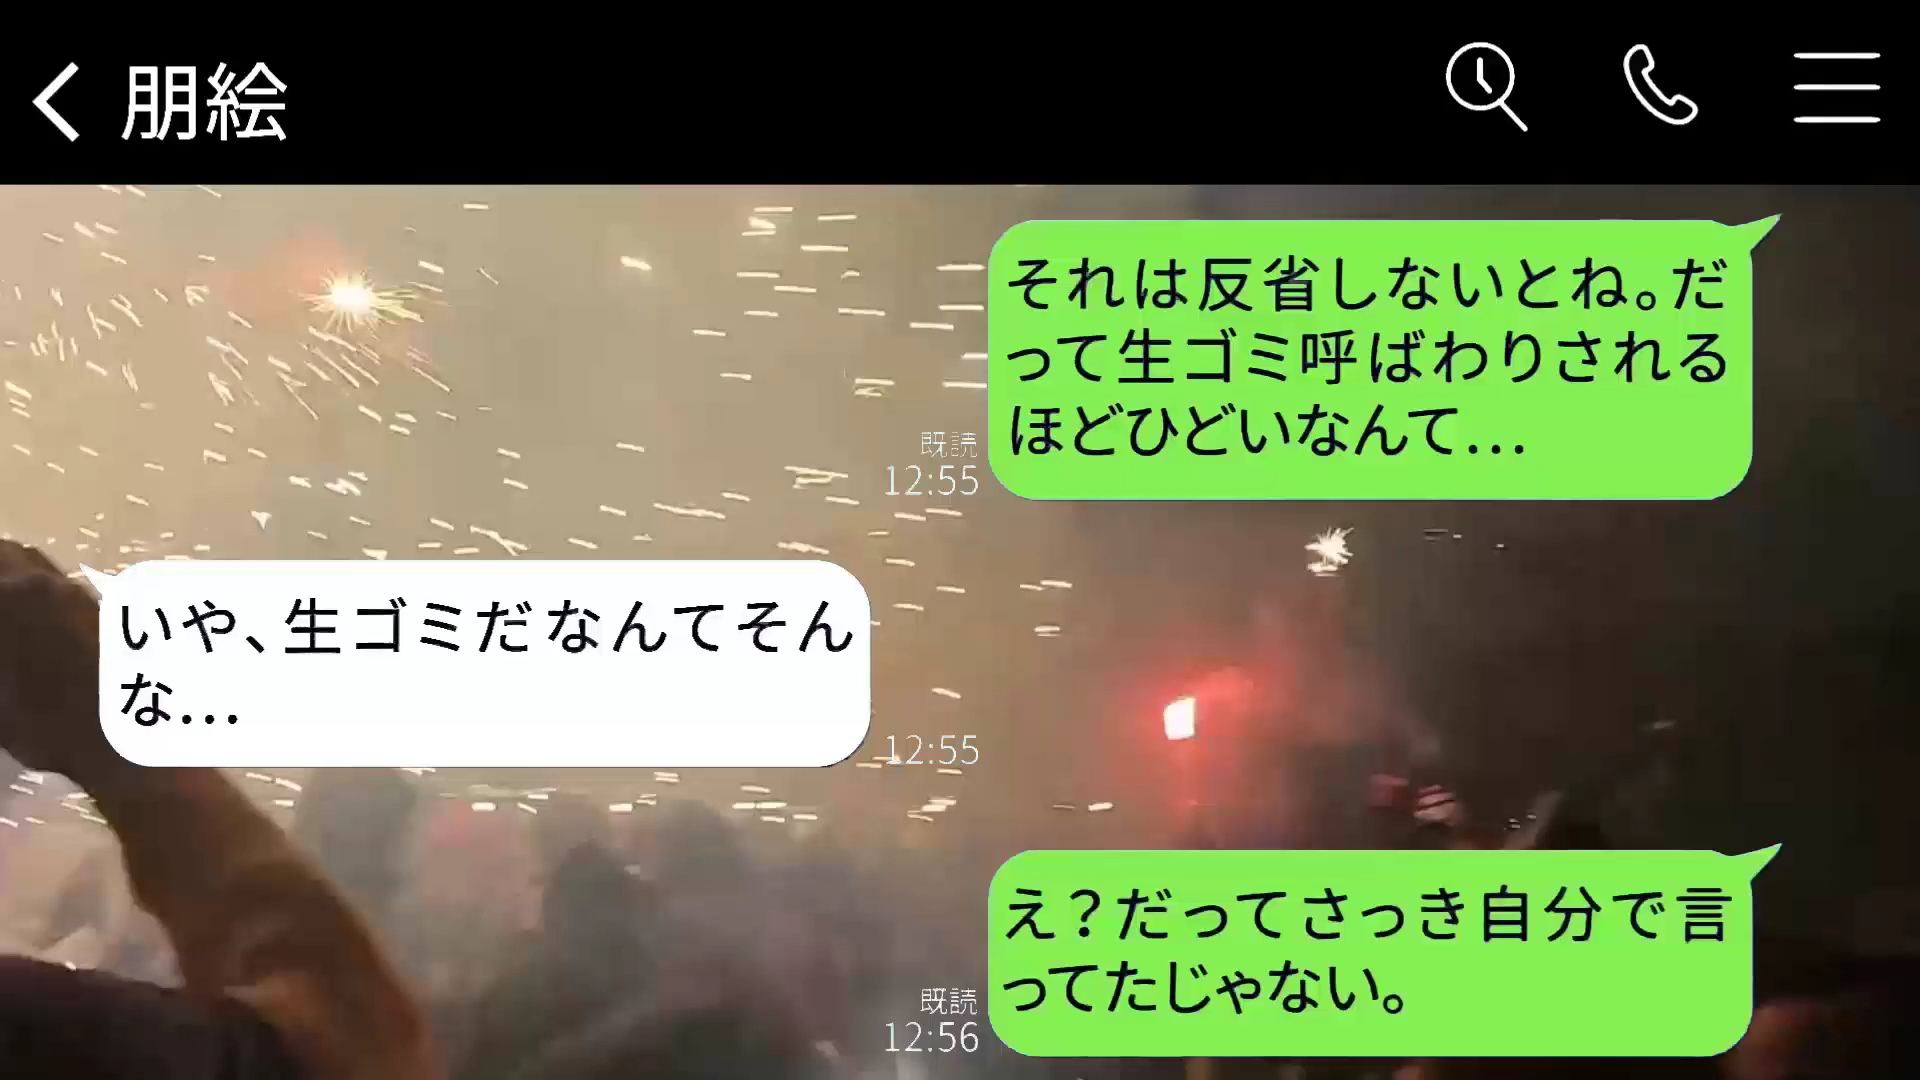 朋絵
それは反省しないとね。だ
って生ゴミ呼ばわりされる
ほどひどいなんて...
既読
12:55
いや、生ゴミだなんてそん
な...
12:55
え？だってさっき自分で言
ってたじゃない。
既読
12:56